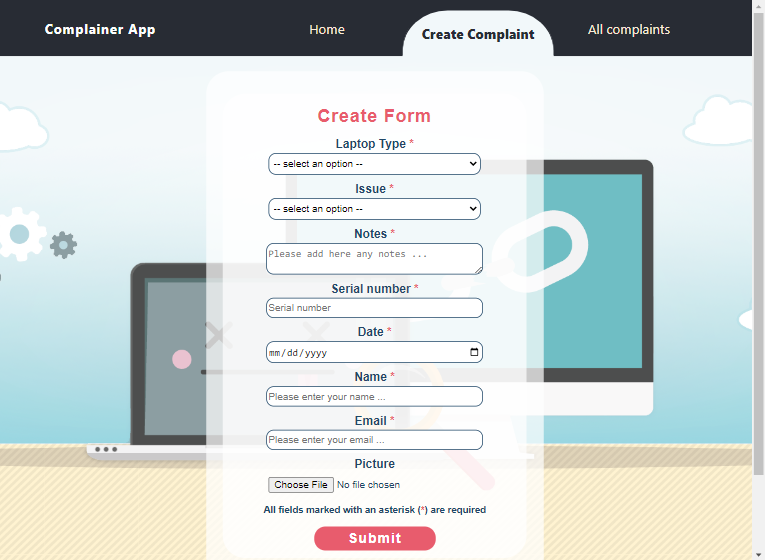 Complainer App Home Create Complaint All complaints
Create Form
Laptop Type *
-- select an option --
Issue *
-- select an option --
Notes *
Please add here any notes ...
Serial number *
Serial number
Date *
mm/dd/yyyy
Name *
Please enter your name ...
Email *
Please enter your email ...
Picture
Choose File No file chosen
All fields marked with an asterisk (*) are required
Submit